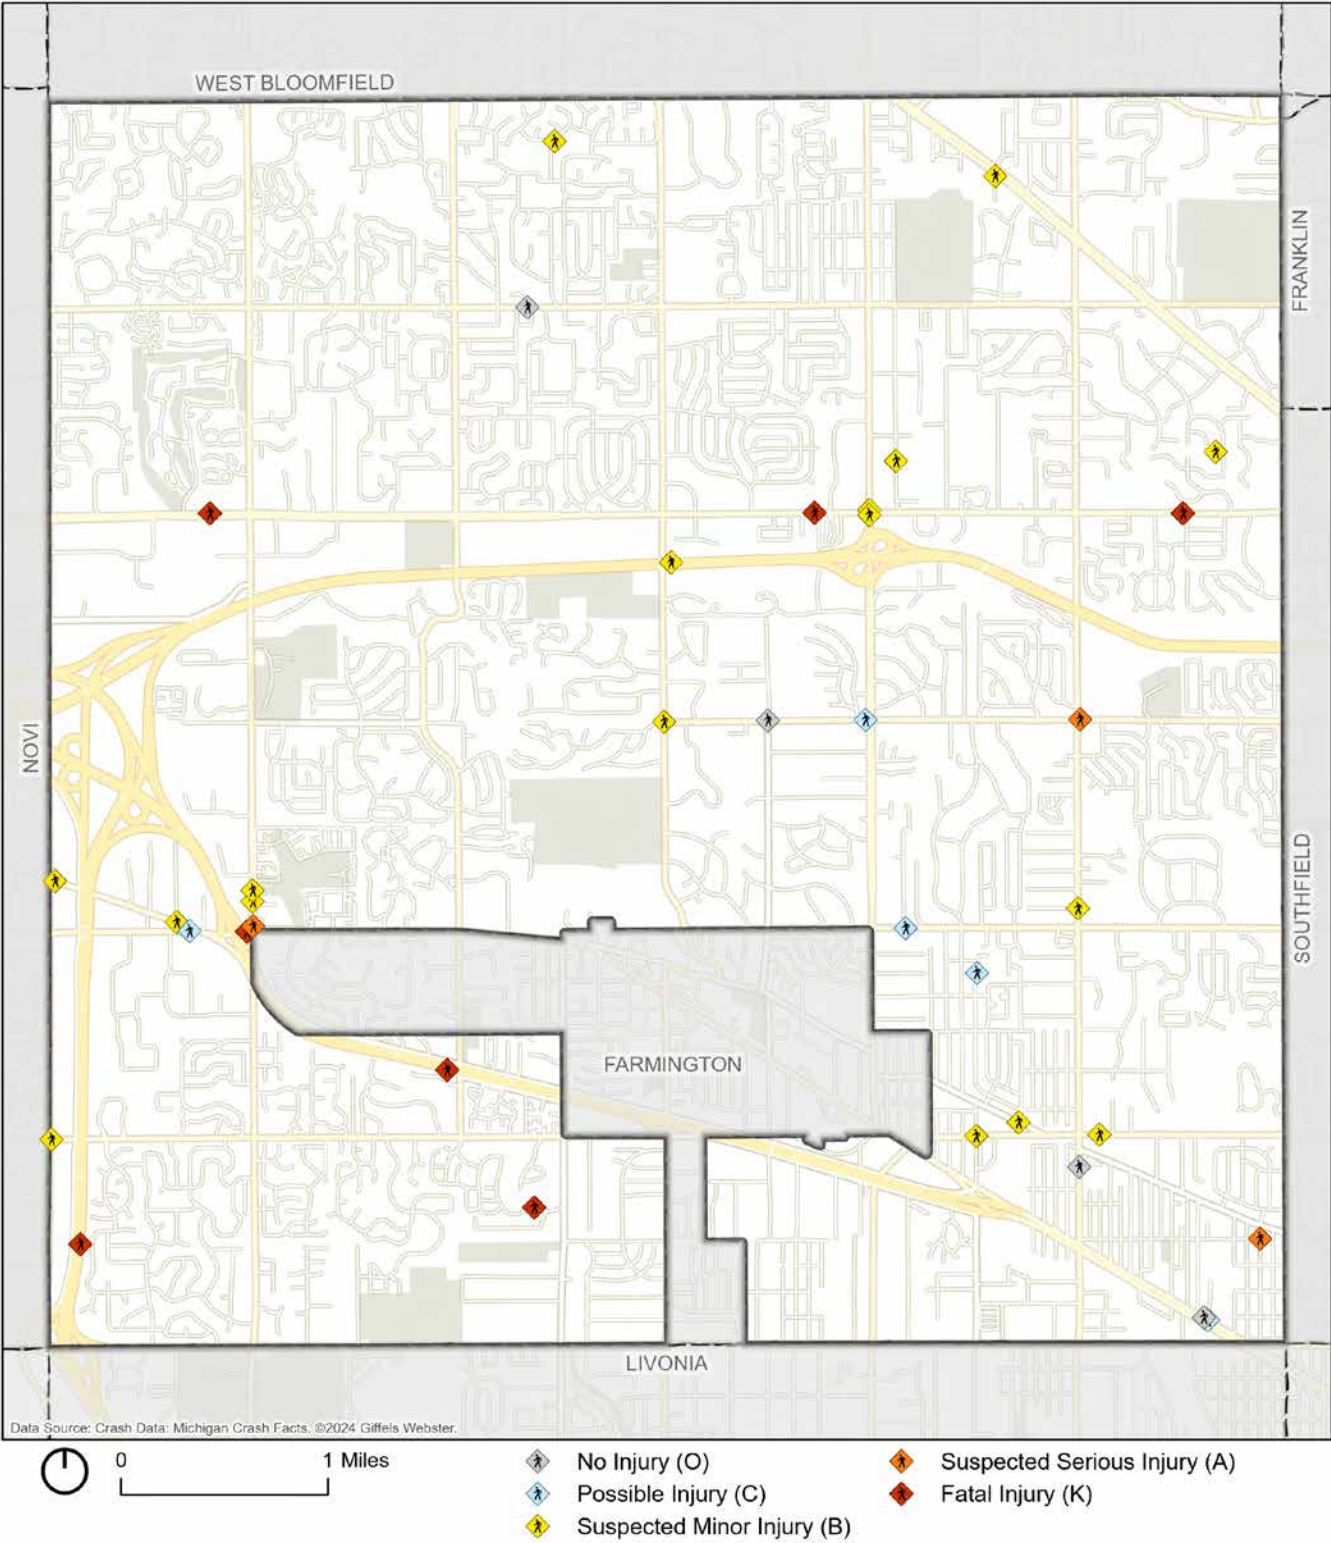 WEST BLOOMFIELD
FRANKLIN
NOVI
SOUTHFIELD
FARMINGTON
LIVONIA
Data Source: Crash Data: Michigan Crash Facts. ©2024 Giffels Webster.
0 1 Miles
No Injury (O)
Possible Injury (C)
Suspected Minor Injury (B)
Suspected Serious Injury (A)
Fatal Injury (K)